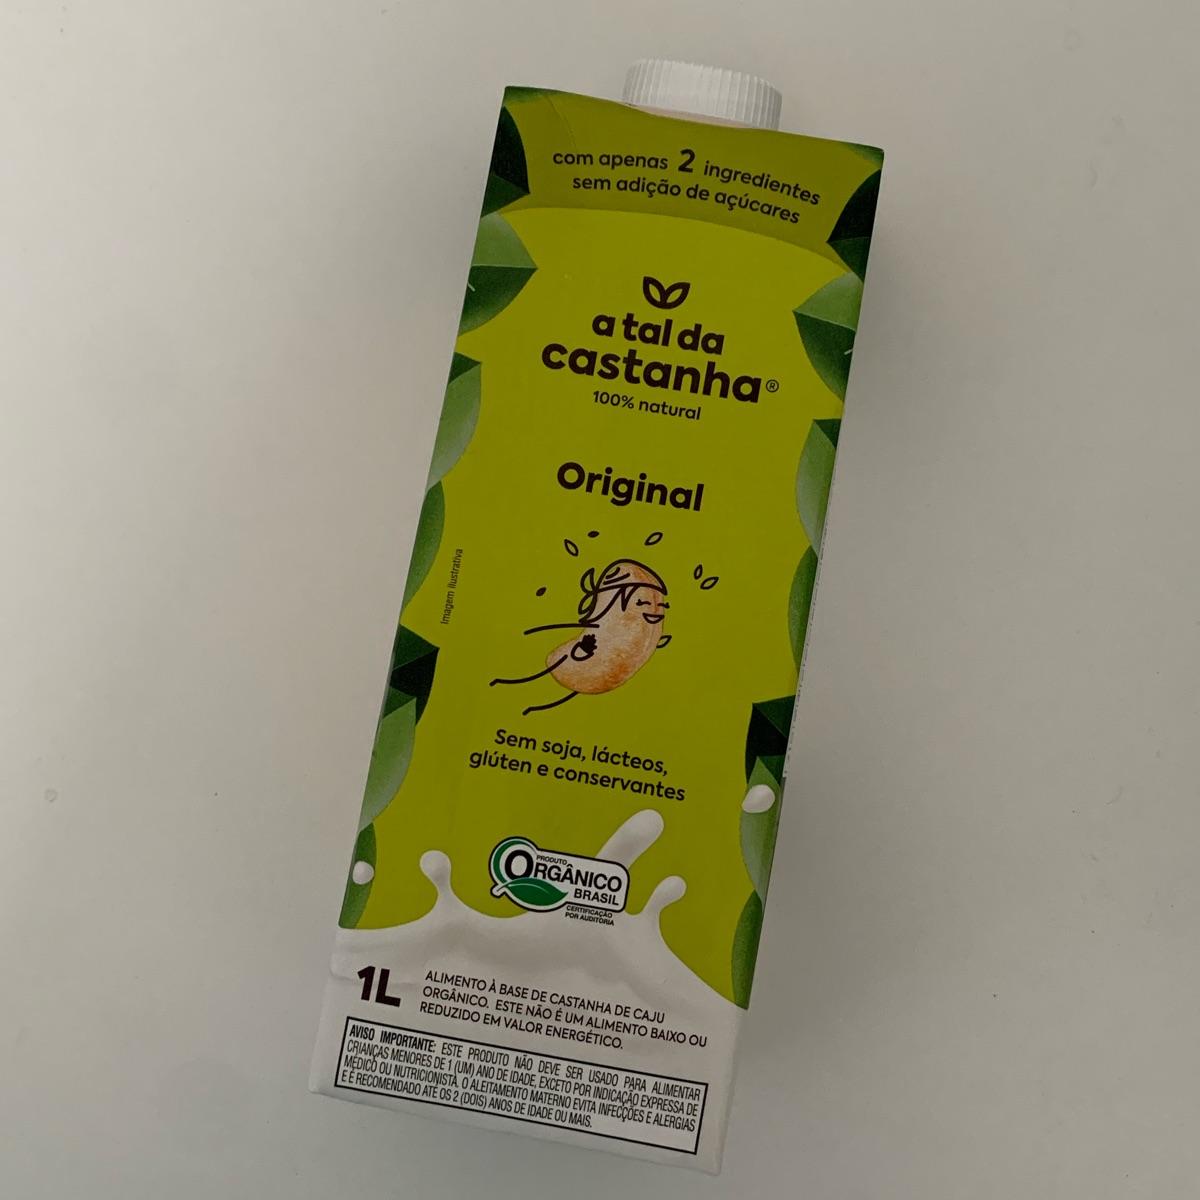 com apenas 2 ingredientes
sem adição de açúcares
a tal da
castanha®
100% natural
Original
Imagem ilustrativa
Sem soja, lácteos,
glúten e conservantes
PRODUTO
ORGÂNICO
BRASIL
CERTIFICAÇÃO
POR AUDITORIA
1L
ALIMENTO À BASE DE CASTANHA DE CAJU
ORGÂNICO. ESTE NÃO É UM ALIMENTO BAIXO OU
REDUZIDO EM VALOR ENERGÉTICO.
AVISO IMPORTANTE: ESTE PRODUTO NÃO DEVE SER USADO PARA ALIMENTAR
CRIANÇAS MENORES DE 1 (UM) ANO DE IDADE, EXCETO POR INDICAÇÃO EXPRESSA DE
MÉDICO OU NUTRICIONISTA. O ALEITAMENTO MATERNO EVITA INFECÇÕES E ALERGIAS
E É RECOMENDADO ATÉ OS 2 (DOIS) ANOS DE IDADE OU MAIS.